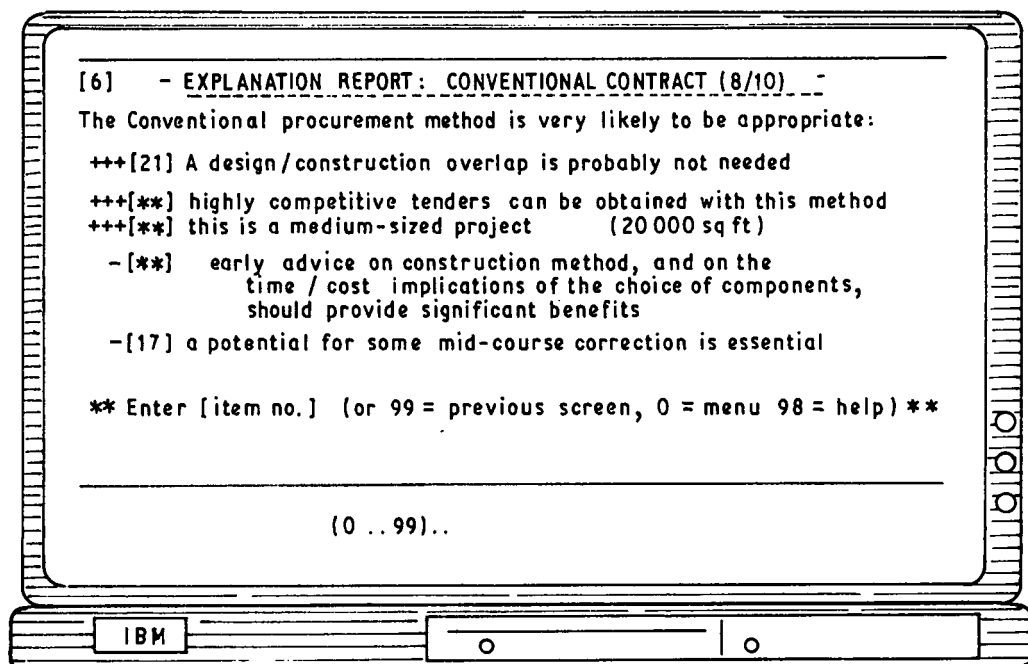 [6] - EXPLANATION REPORT: CONVENTIONAL CONTRACT (8/10) -
The Conventional procurement method is very likely to be appropriate:
+++[21] A design/construction overlap is probably not needed
+++[**] highly competitive tenders can be obtained with this method
+++[**] this is a medium-sized project (20 000 sq ft)
-[**] early advice on construction method, and on the
time / cost implications of the choice of components,
should provide significant benefits
-[17] a potential for some mid-course correction is essential
** Enter [item no.] (or 99 = previous screen, 0 = menu 98 = help) **
(0 ..99)..
IBM